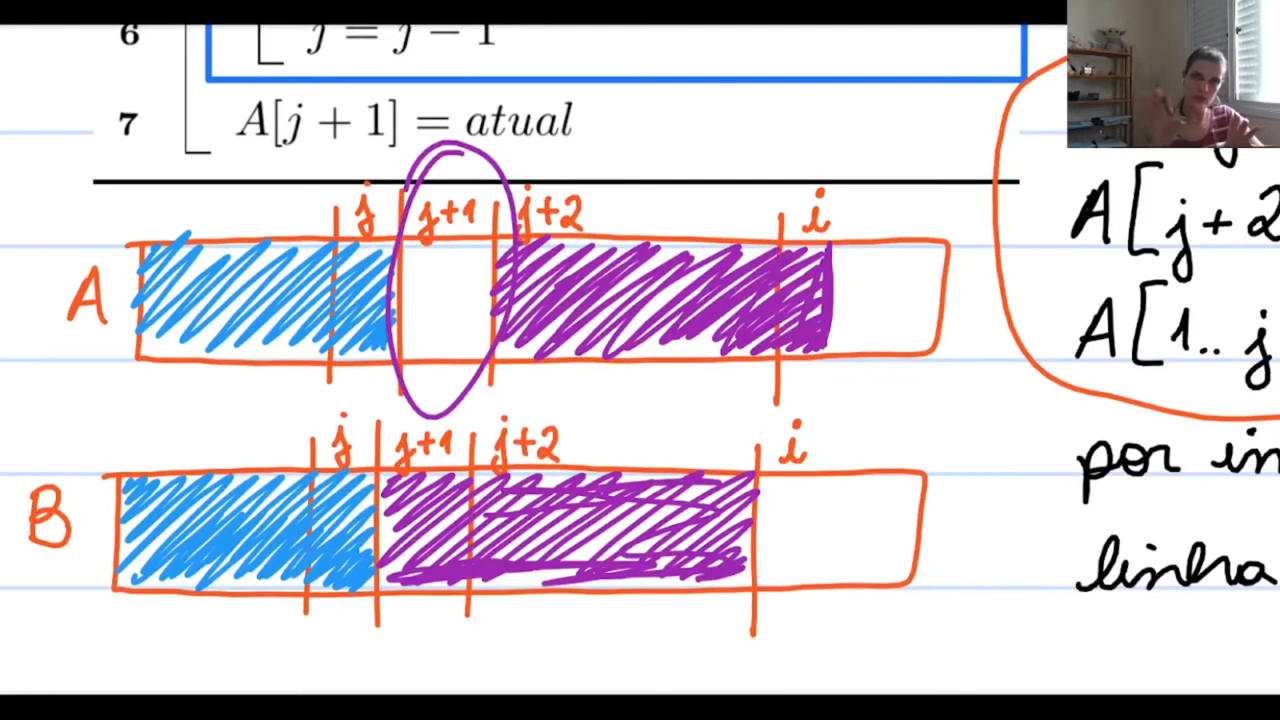 6 j = j − 1
7 A[j + 1] = atual
j j+1 j+2 i
A
j j+1 j+2 i
B
A[j+2
A[1..j
por in
linha